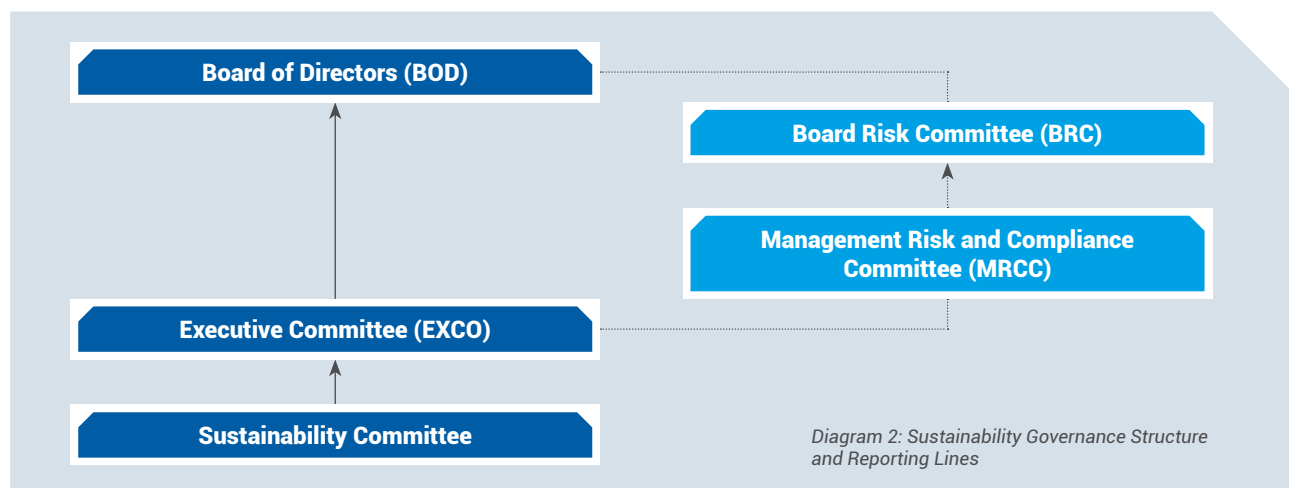 Board of Directors (BOD)
Board Risk Committee (BRC)
Management Risk and Compliance
Committee (MRCC)
Executive Committee (EXCO)
Sustainability Committee
Diagram 2: Sustainability Governance Structure
and Reporting Lines